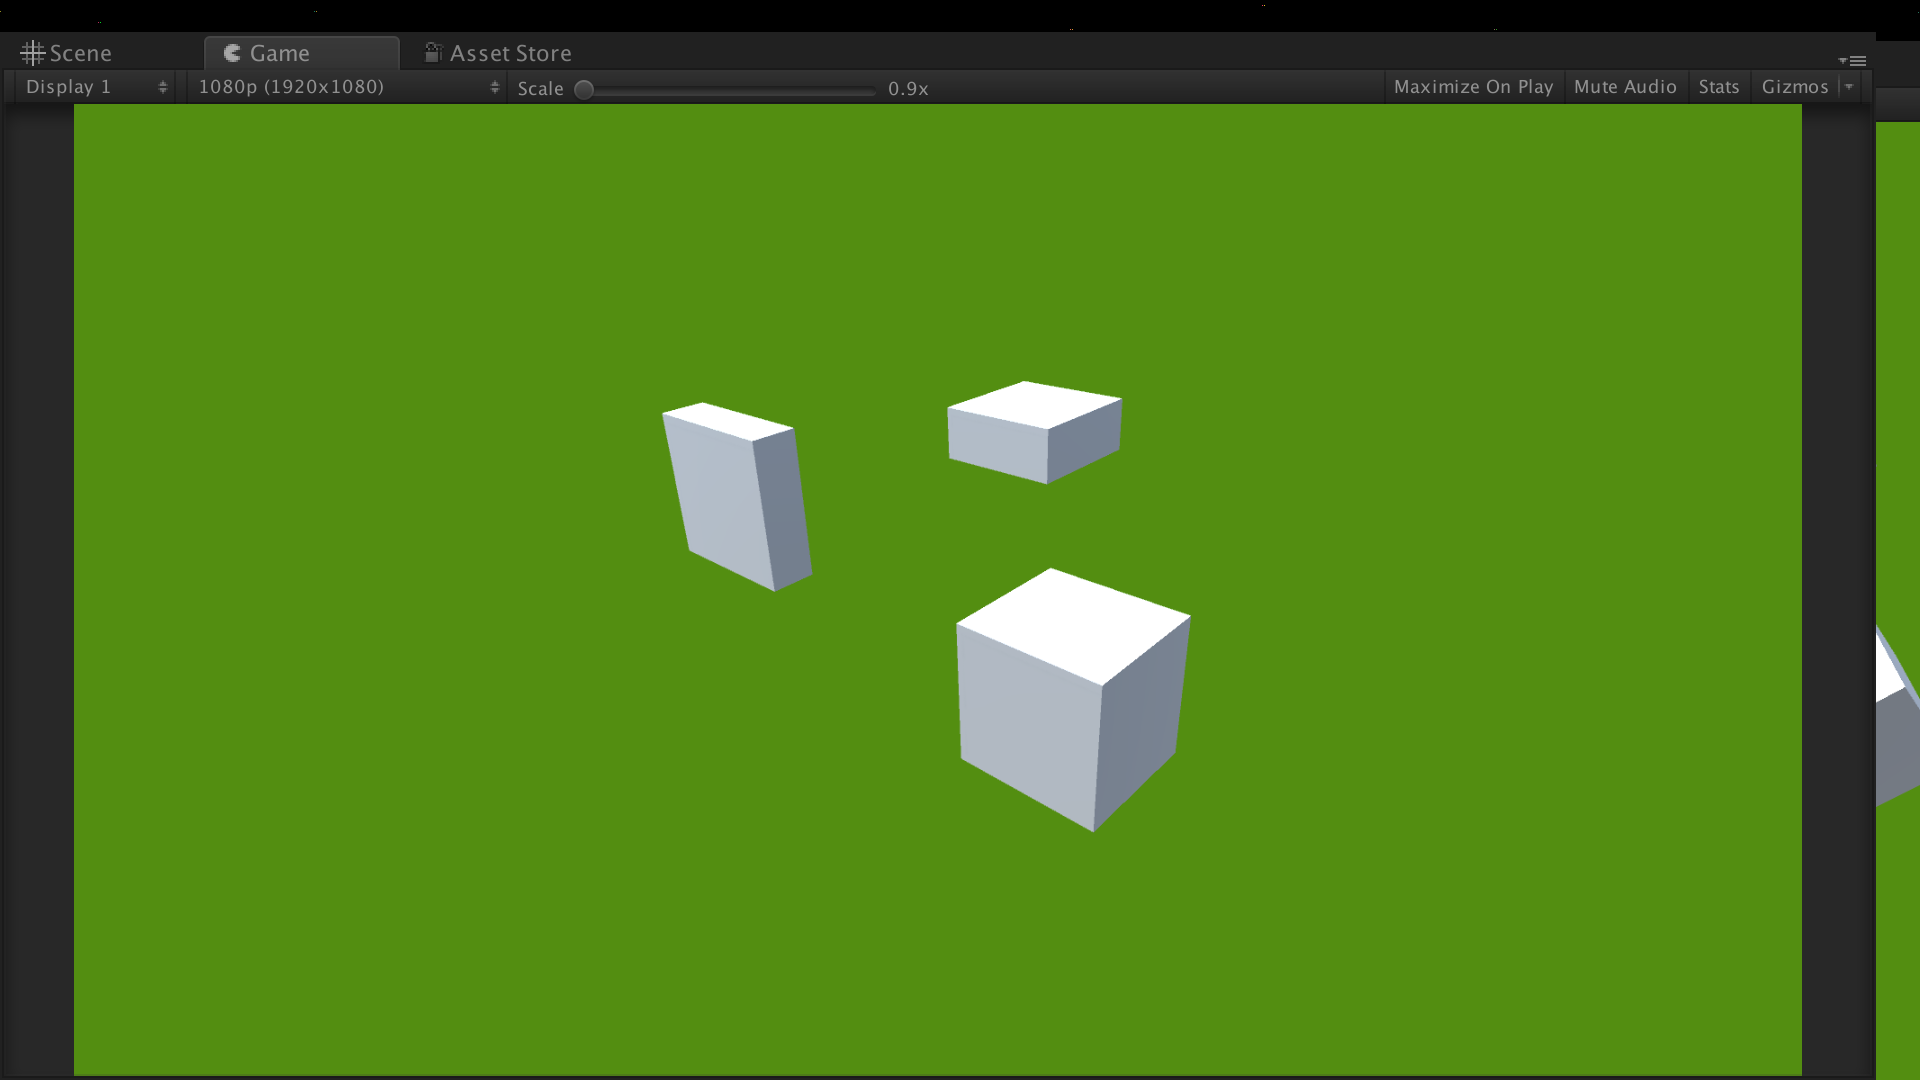 Scene Game Asset Store
Display 1 1080p (1920x1080) Scale 0.9x Maximize On Play Mute Audio Stats Gizmos